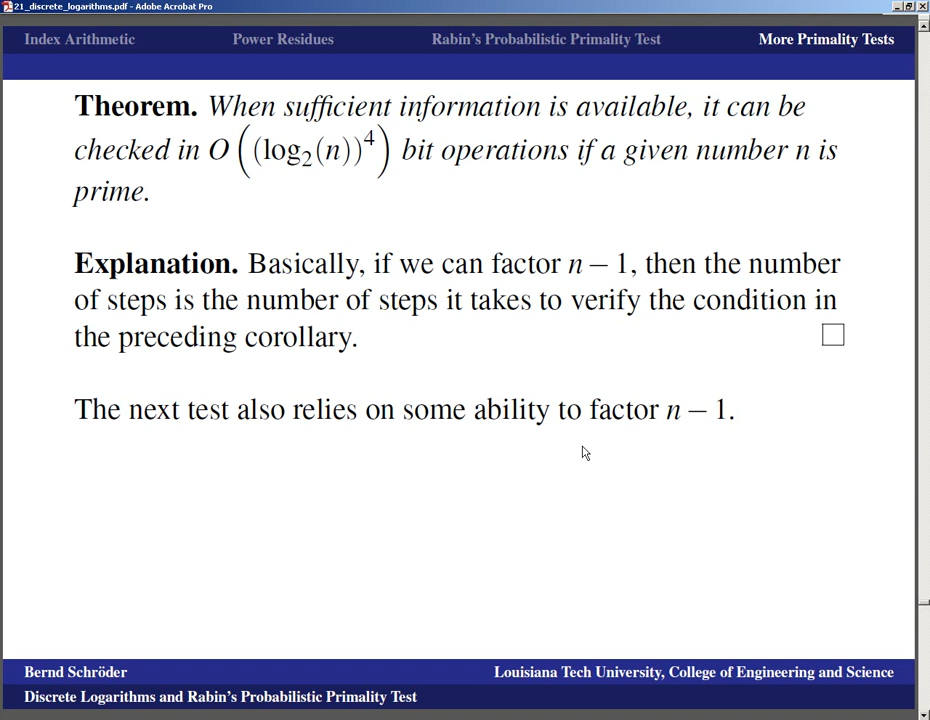 21_discrete_logarithms.pdf - Adobe Acrobat Pro
Index Arithmetic Power Residues Rabin's Probabilistic Primality Test More Primality Tests
Theorem. When sufficient information is available, it can be
checked in O((log₂(n))⁴) bit operations if a given number n is
prime.
Explanation. Basically, if we can factor n − 1, then the number
of steps is the number of steps it takes to verify the condition in
the preceding corollary. □
The next test also relies on some ability to factor n − 1.
Bernd Schröder Louisiana Tech University, College of Engineering and Science
Discrete Logarithms and Rabin's Probabilistic Primality Test